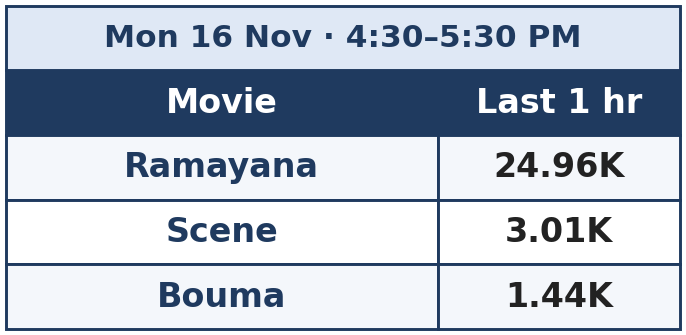 Mon 16 Nov · 4:30–5:30 PM
Movie Last 1 hr
Ramayana 24.96K
Scene 3.01K
Bouma 1.44K